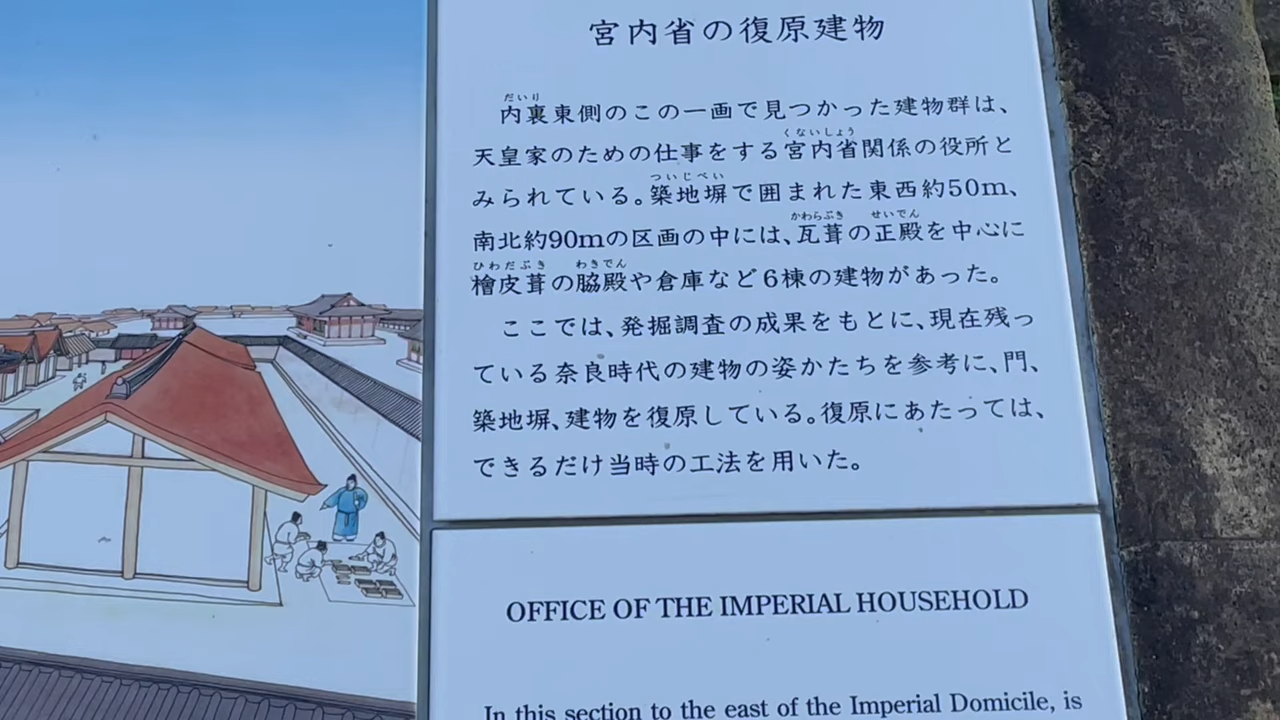 宮内省の復原建物
だいり
内裏東側のこの一画で見つかった建物群は、
くないしょう
天皇家のための仕事をする宮内省関係の役所と
ついじべい
みられている。築地塀で囲まれた東西約50m、
かわらぶき せいでん
南北約90mの区画の中には、瓦葺の正殿を中心に
ひわだぶき わきでん
檜皮葺の脇殿や倉庫など6棟の建物があった。
ここでは、発掘調査の成果をもとに、現在残っ
ている奈良時代の建物の姿かたちを参考に、門、
築地塀、建物を復原している。復原にあたっては、
できるだけ当時の工法を用いた。
OFFICE OF THE IMPERIAL HOUSEHOLD
In this section to the east of the Imperial Domicile, is